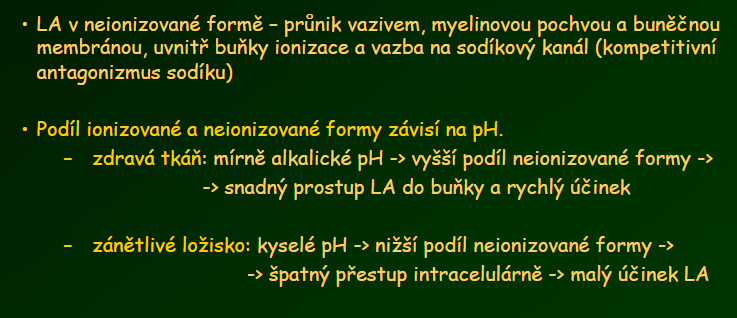 • LA v neionizované formě – průnik vazivem, myelinovou pochvou a buněčnou
membránou, uvnitř buňky ionizace a vazba na sodíkový kanál (kompetitivní
antagonizmus sodíku)
• Podíl ionizované a neionizované formy závisí na pH.
– zdravá tkáň: mírně alkalické pH -> vyšší podíl neionizované formy ->
-> snadný prostup LA do buňky a rychlý účinek
– zánětlivé ložisko: kyselé pH -> nižší podíl neionizované formy ->
-> špatný přestup intracelulárně -> malý účinek LA